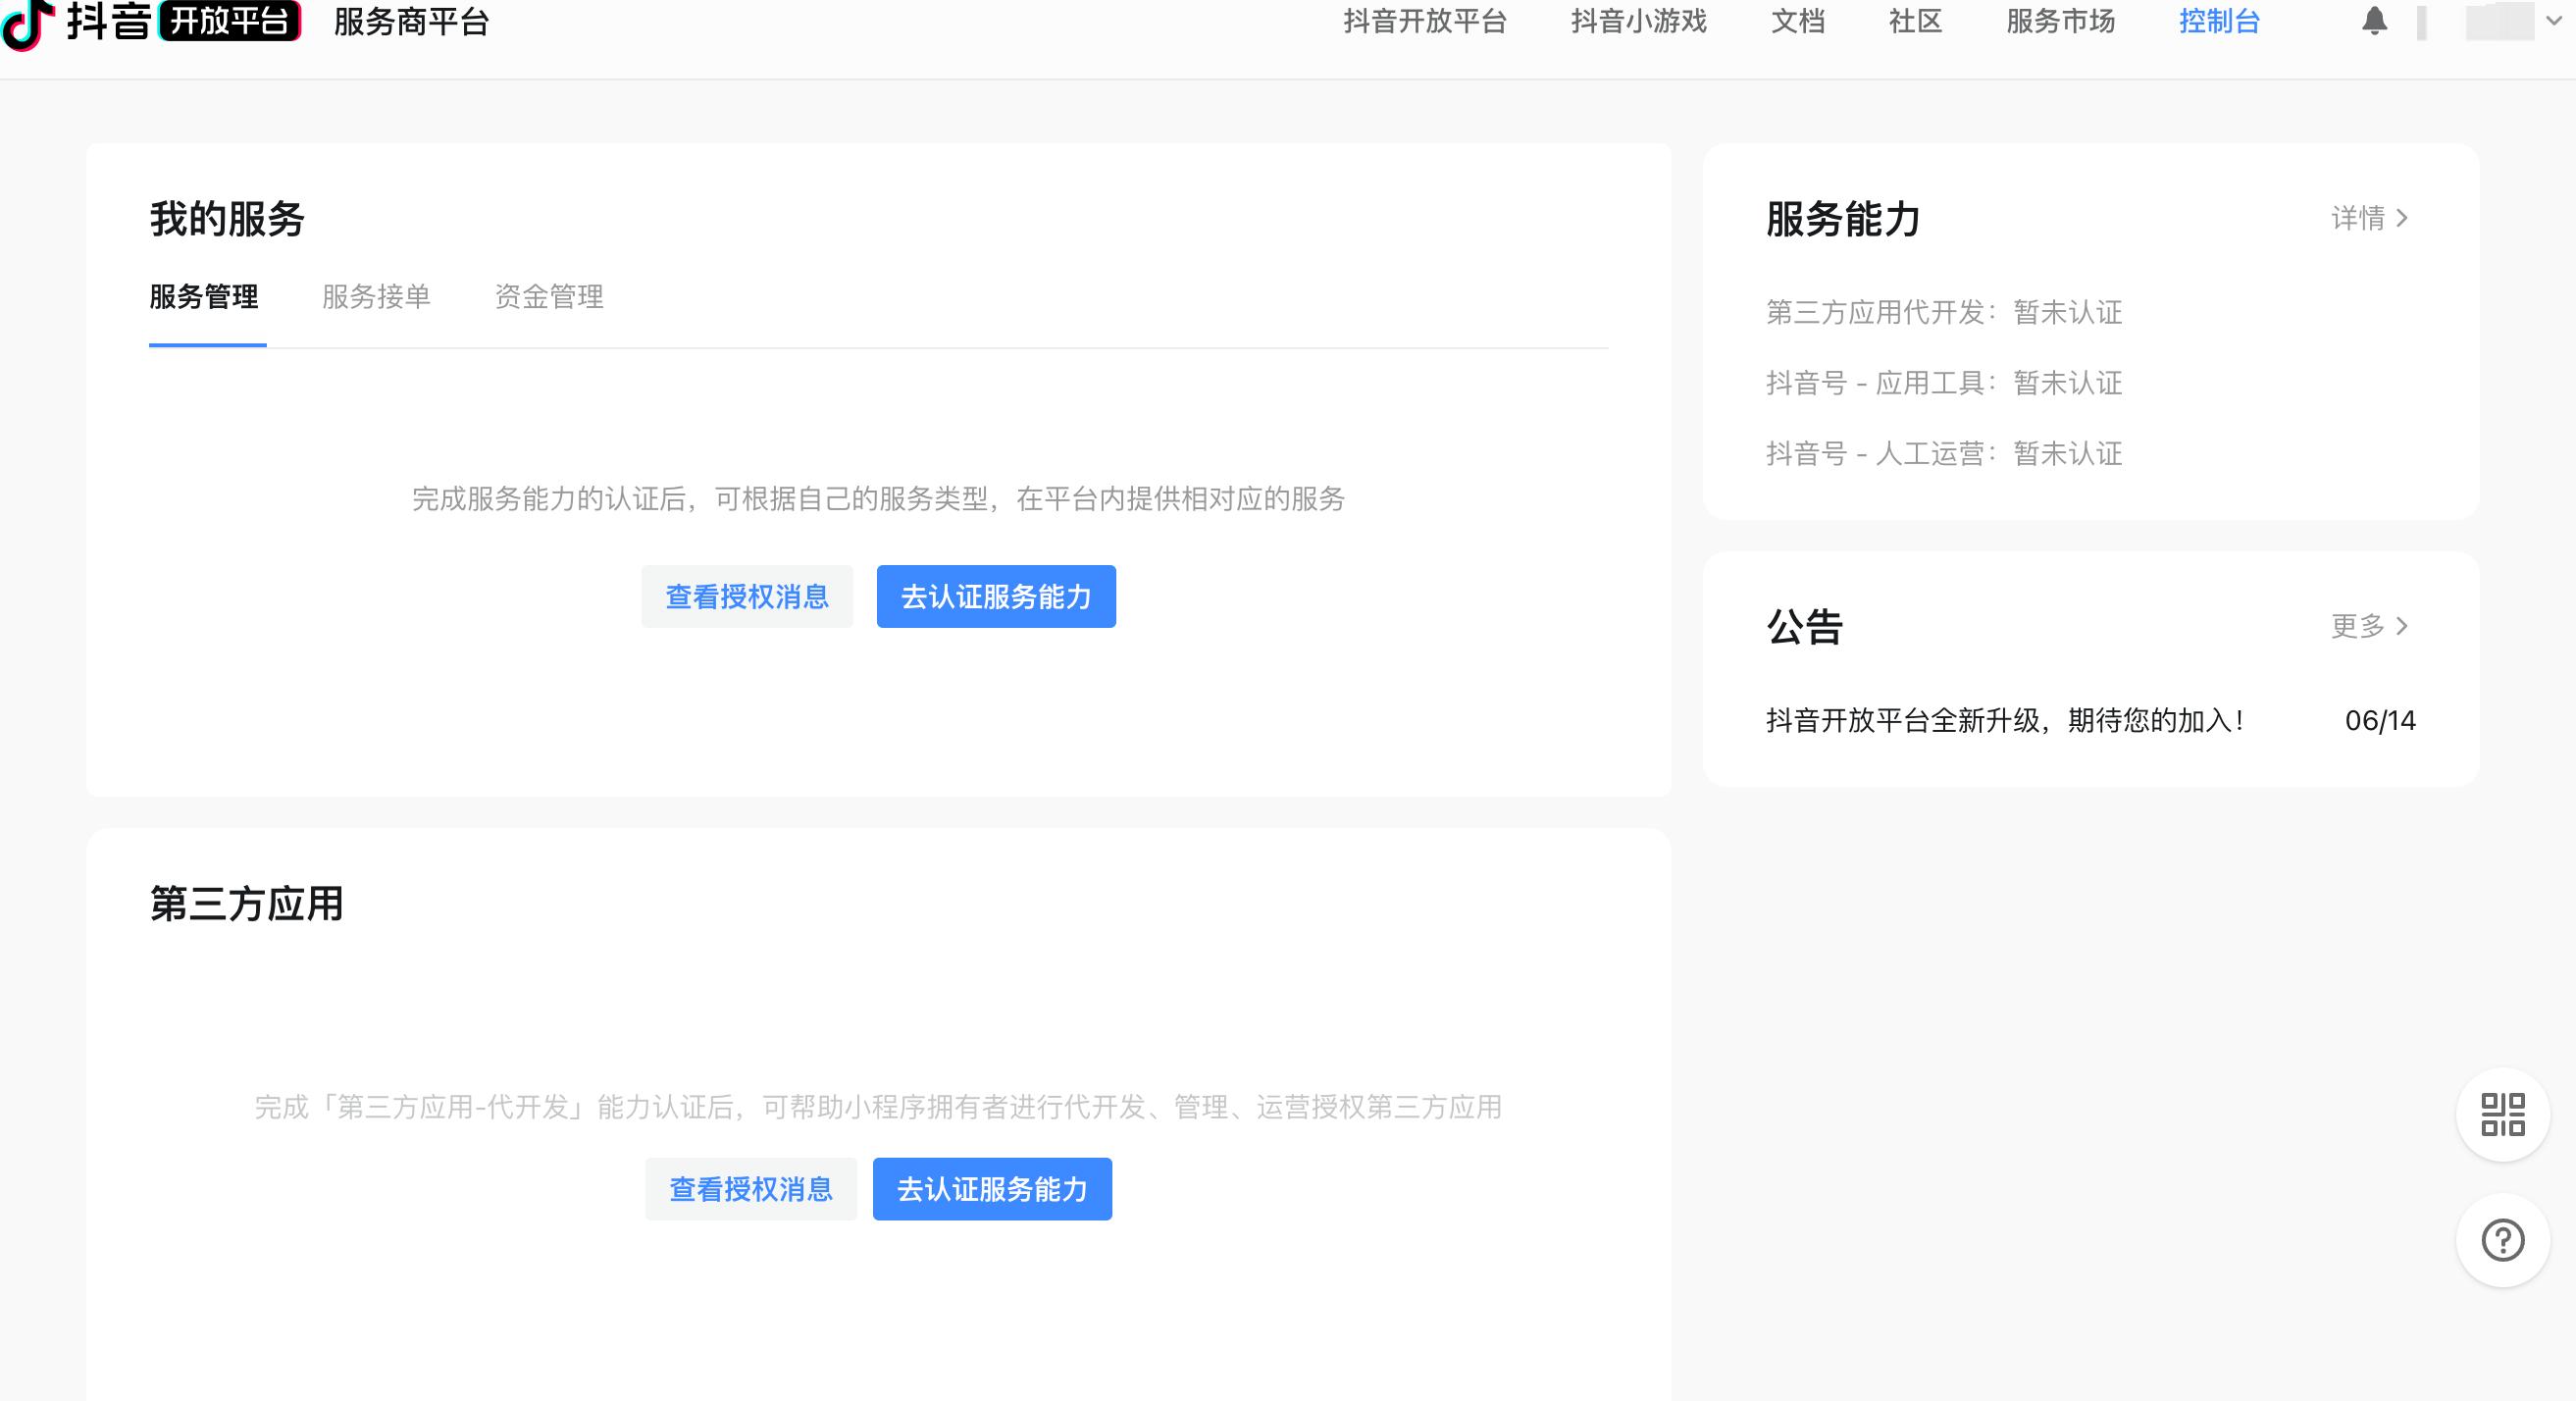 抖音 开放平台 服务商平台 抖音开放平台 抖音小游戏 文档 社区 服务市场 控制台
我的服务
服务管理 服务接单 资金管理
完成服务能力的认证后，可根据自己的服务类型，在平台内提供相对应的服务
查看授权消息 去认证服务能力
第三方应用
完成「第三方应用-代开发」能力认证后，可帮助小程序拥有者进行代开发、管理、运营授权第三方应用
查看授权消息 去认证服务能力
服务能力 详情
第三方应用代开发：暂未认证
抖音号 - 应用工具：暂未认证
抖音号 - 人工运营：暂未认证
公告 更多
抖音开放平台全新升级，期待您的加入！ 06/14